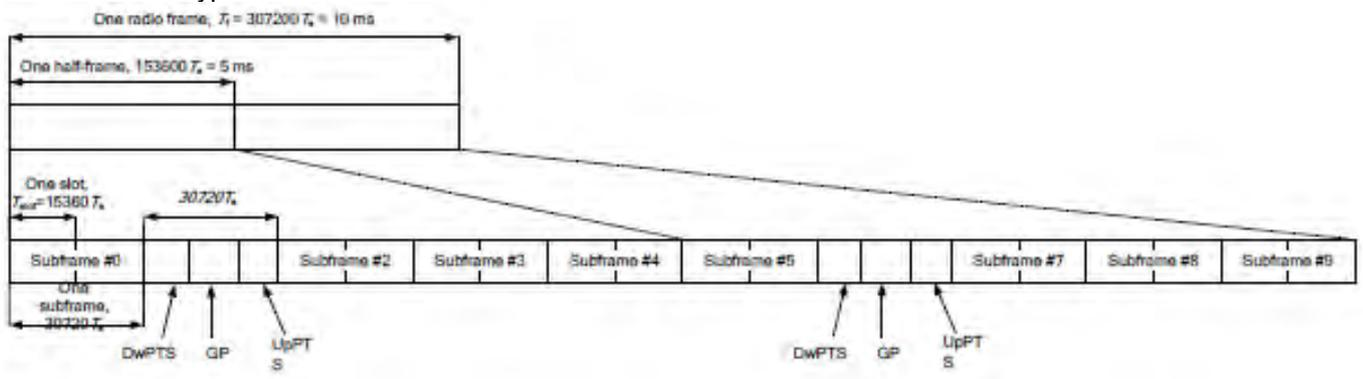 One radio frame, Tf = 307200 Ts = 10 ms
One half-frame, 153600 Ts = 5 ms
One slot,
Tslot=15360 Ts
30720Ts
Subframe #0
Subframe #2
Subframe #3
Subframe #4
Subframe #5
Subframe #7
Subframe #8
Subframe #9
One
subframe,
30720 Ts
DwPTS
GP
UpPT
S
DwPTS
GP
UpPT
S